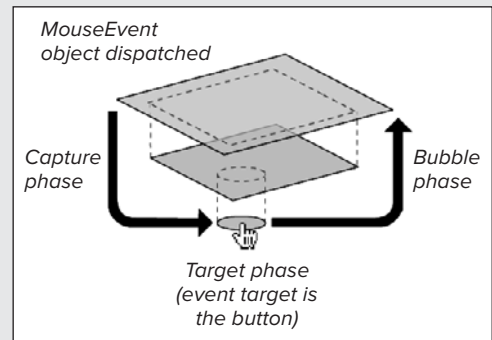 MouseEvent
object dispatched
Capture
phase
Bubble
phase
Target phase
(event target is
the button)